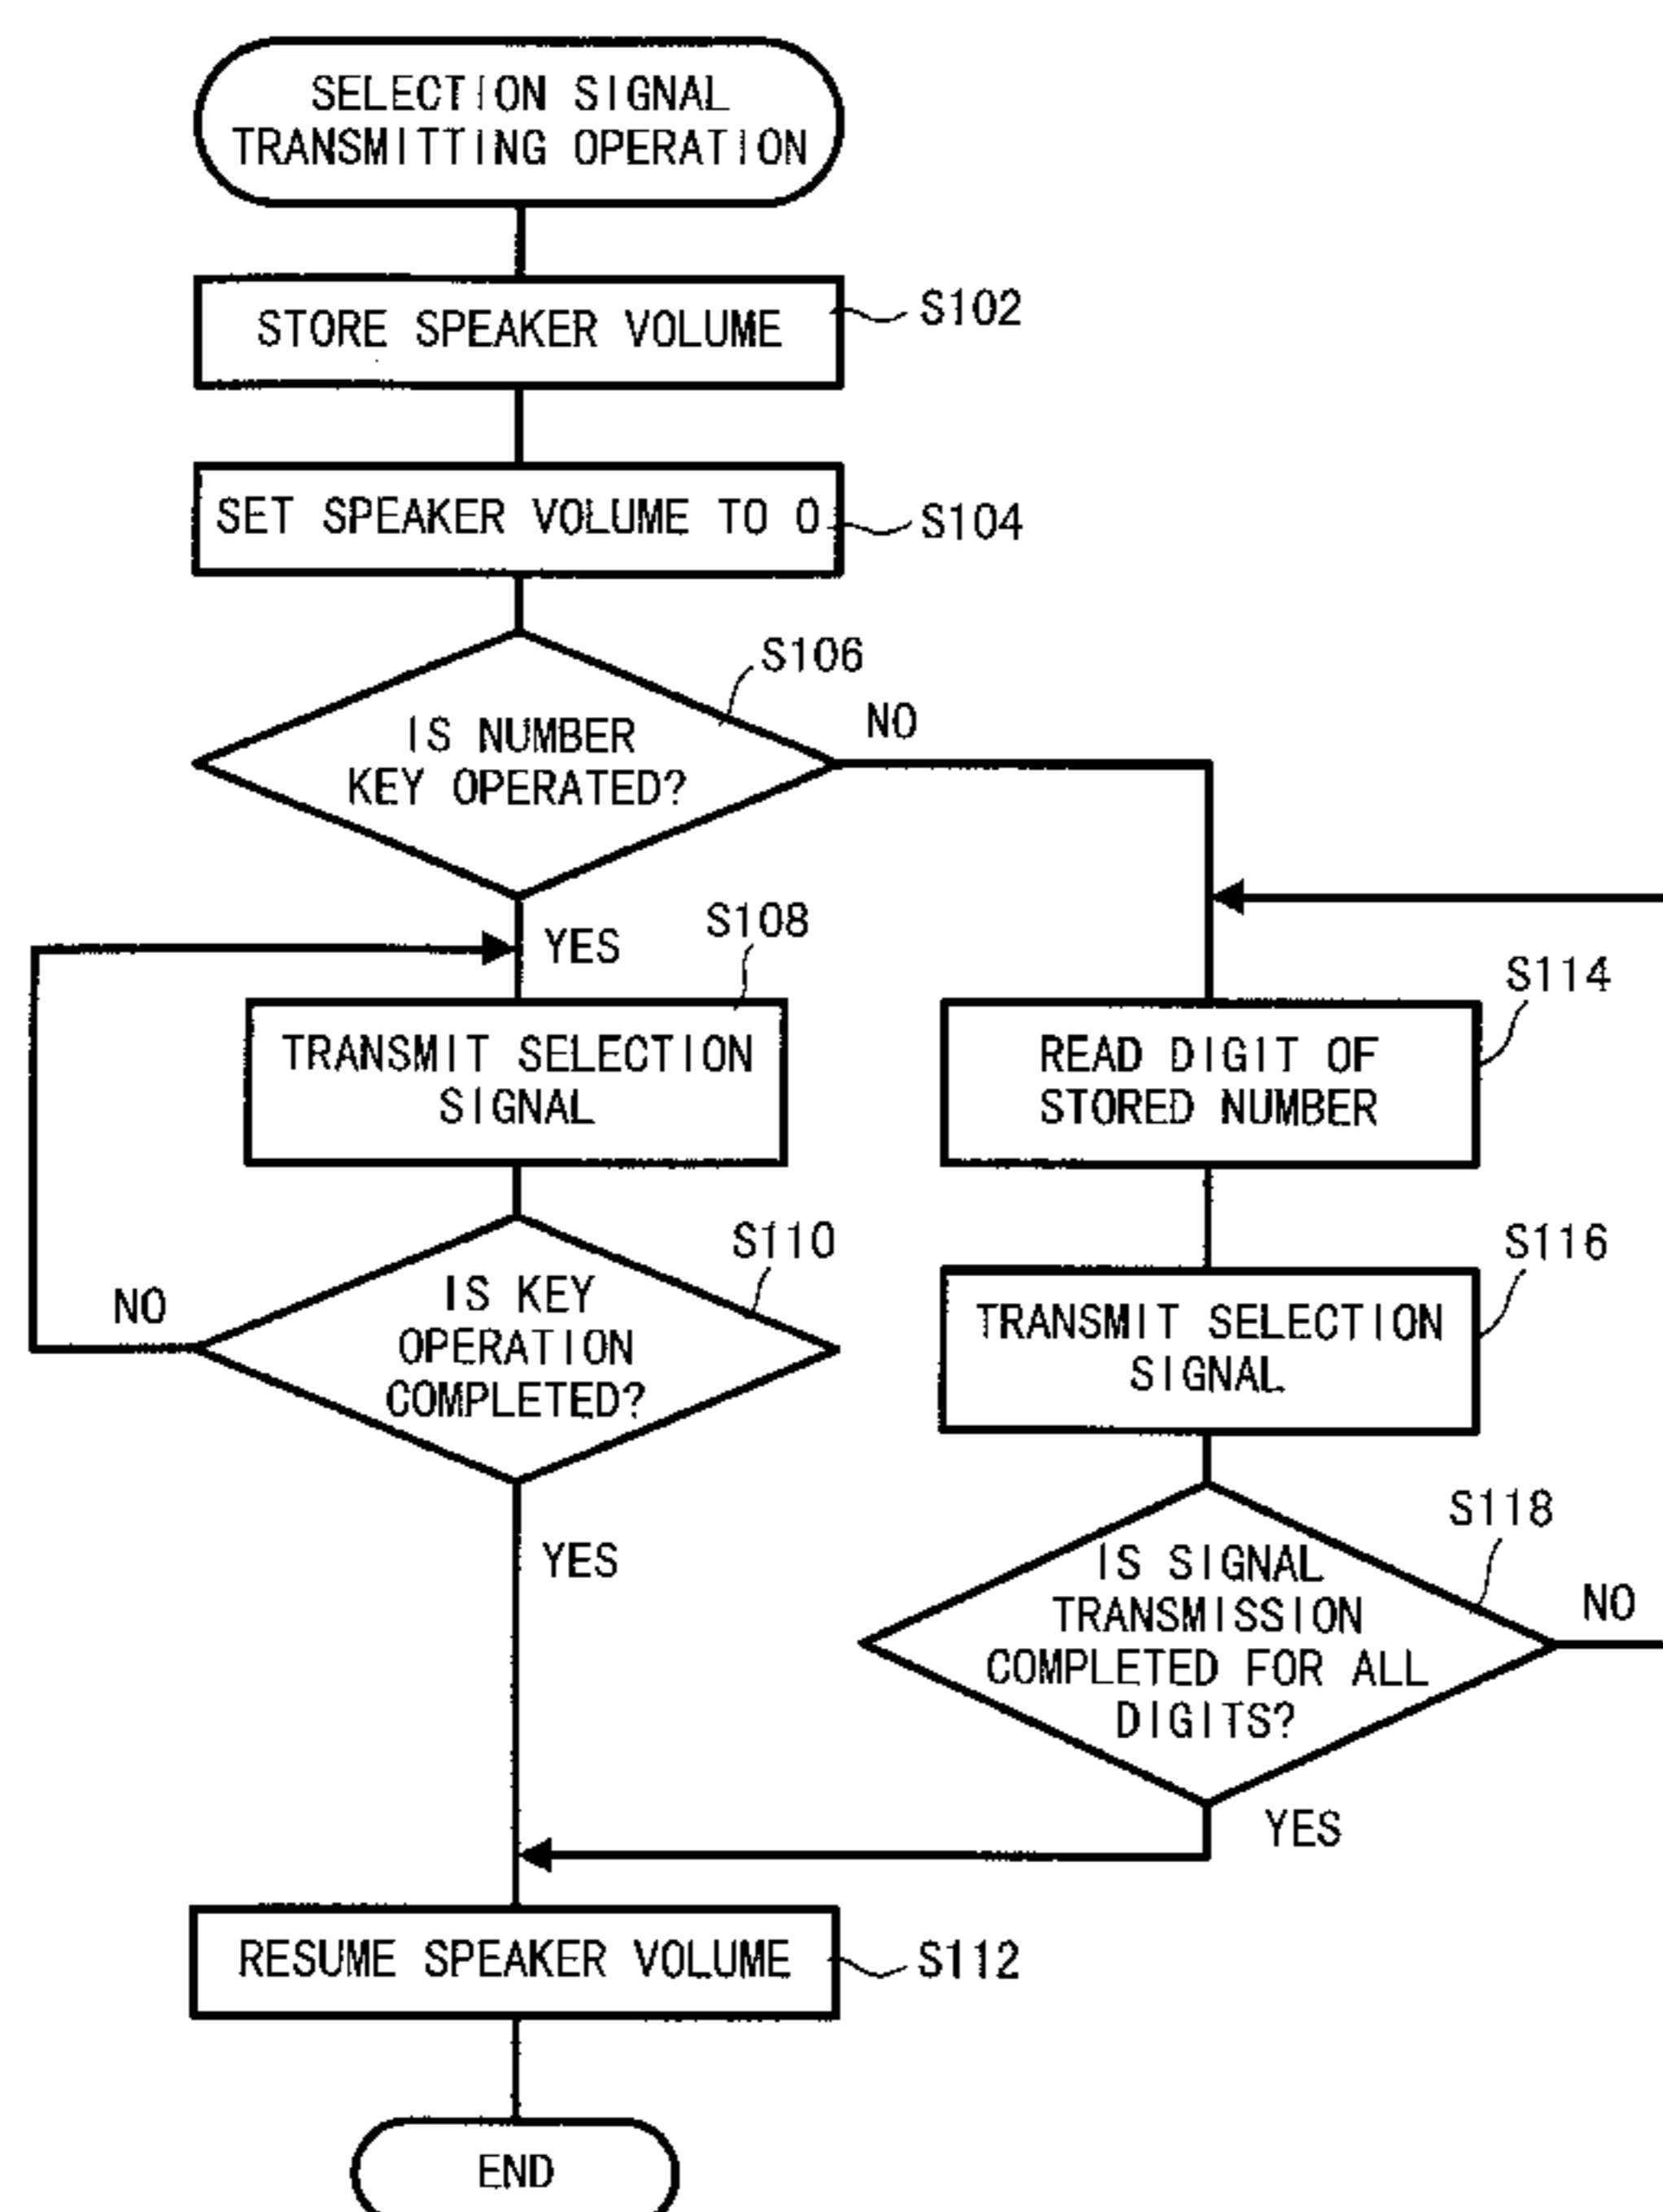 SELECTION SIGNAL
TRANSMITTING OPERATION
STORE SPEAKER VOLUME
S102
SET SPEAKER VOLUME TO 0
S104
S106
IS NUMBER
KEY OPERATED?
NO
YES
S108
TRANSMIT SELECTION
SIGNAL
S110
IS KEY
OPERATION
COMPLETED?
NO
YES
S114
READ DIGIT OF
STORED NUMBER
S116
TRANSMIT SELECTION
SIGNAL
S118
IS SIGNAL
TRANSMISSION
COMPLETED FOR ALL
DIGITS?
NO
YES
RESUME SPEAKER VOLUME
S112
END